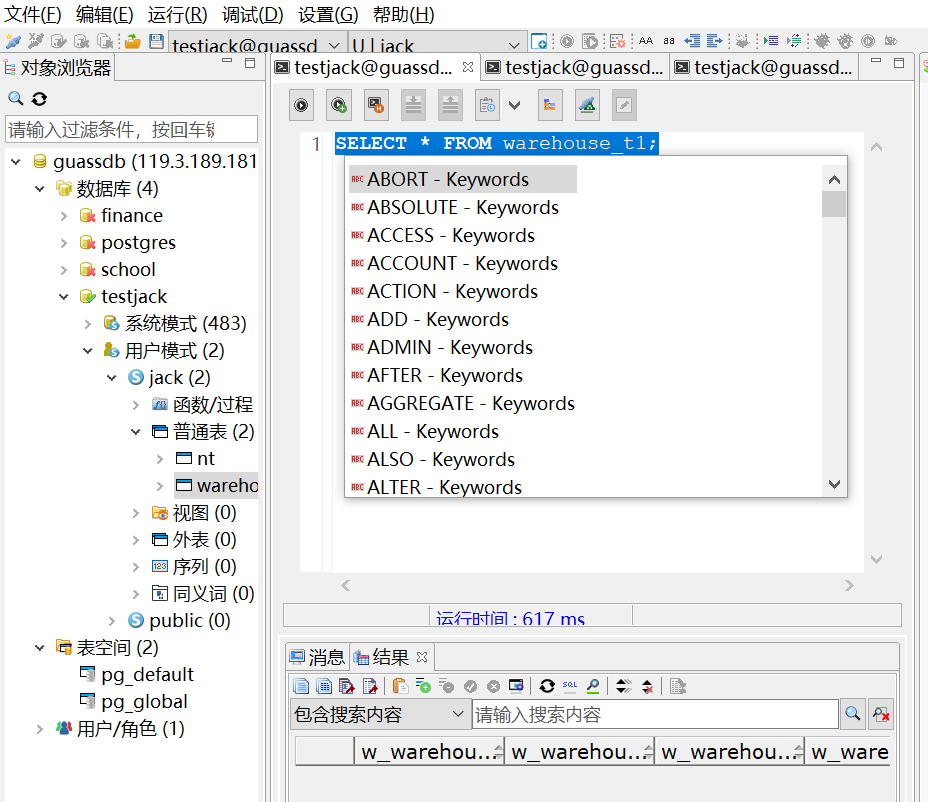 文件(F) 编辑(E) 运行(R) 调试(D) 设置(G) 帮助(H)
testjack@guassd
U | jack
AA aa
对象浏览器
请输入过滤条件，按回车
guassdb (119.3.189.181
数据库 (4)
finance
postgres
school
testjack
系统模式 (483)
用户模式 (2)
jack (2)
函数/过程
普通表 (2)
nt
wareho
视图 (0)
外表 (0)
序列 (0)
同义词 (0)
public (0)
表空间 (2)
pg_default
pg_global
用户/角色 (1)
testjack@guassd... testjack@guassd... testjack@guassd...
1 SELECT * FROM warehouse_t1;
ABORT - Keywords
ABSOLUTE - Keywords
ACCESS - Keywords
ACCOUNT - Keywords
ACTION - Keywords
ADD - Keywords
ADMIN - Keywords
AFTER - Keywords
AGGREGATE - Keywords
ALL - Keywords
ALSO - Keywords
ALTER - Keywords
运行时间 : 617 ms
消息 结果
SQL
包含搜索内容 请输入搜索内容
w_warehou... w_warehou... w_warehou... w_ware